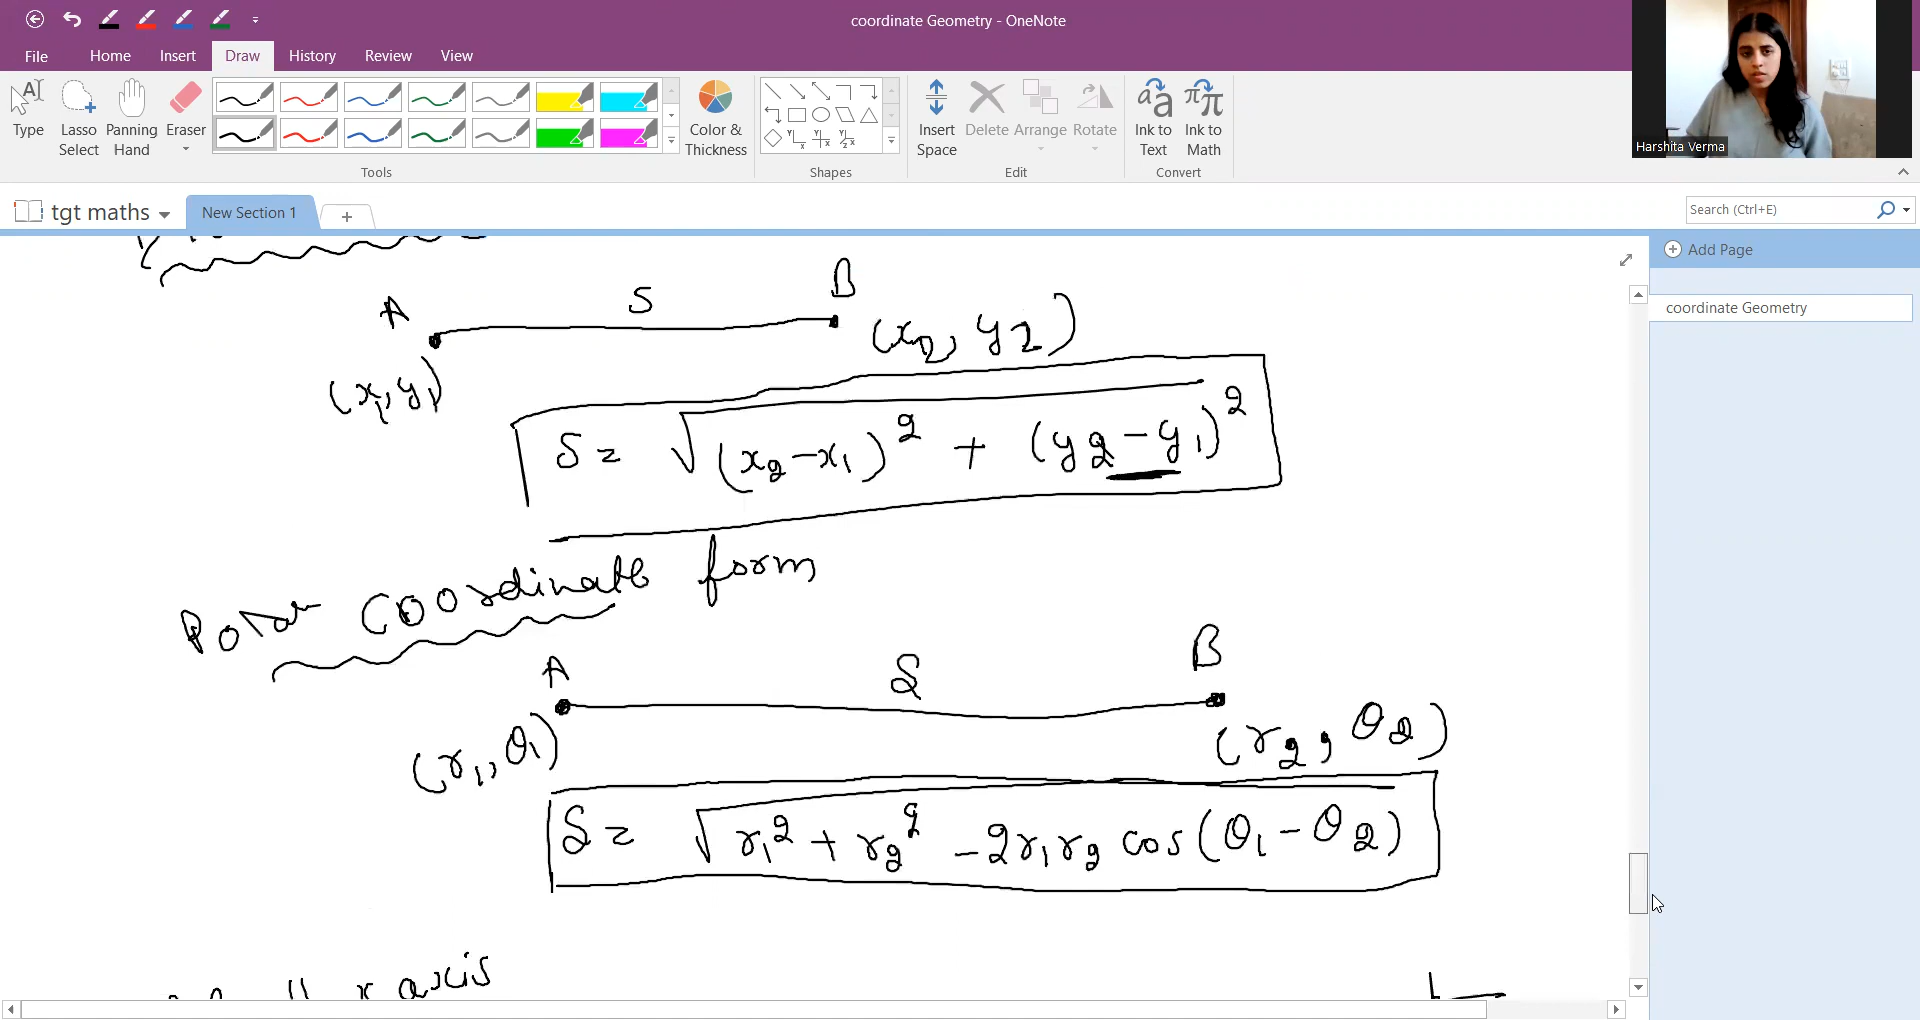 coordinate Geometry - OneNote
File Home Insert Draw History Review View
Type Lasso Select Panning Hand Eraser
Color & Thickness
Insert Space Delete Arrange Rotate
Ink to Text Ink to Math
Tools Shapes Edit Convert
Harshita Verma
tgt maths New Section 1 +
Search (Ctrl+E)
Add Page
coordinate Geometry
A S B
(x₁, y₁) (x₂, y₂)
S = √(x₂-x₁)² + (y₂-y₁)²
Polar Coordinate form
A S B
(r₁, θ₁) (r₂, θ₂)
S = √r₁² + r₂² - 2r₁r₂ cos(θ₁ - θ₂)
x axis